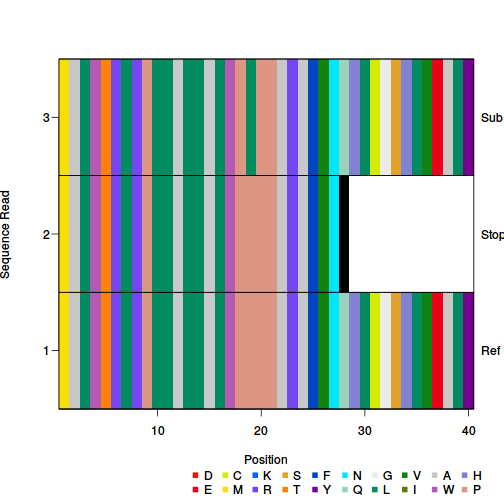 3
Sub
Sequence Read
2
Stop
1
Ref
10 20 30 40
Position
D C K S F N G V A H
E M R T Y Q L I W P